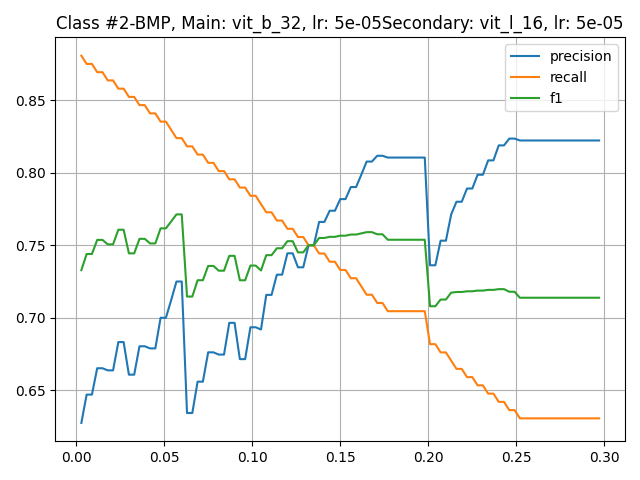 Class #2-BMP, Main: vit_b_32, lr: 5e-05Secondary: vit_l_16, lr: 5e-05
precision
recall
f1
0.85
0.80
0.75
0.70
0.65
0.00 0.05 0.10 0.15 0.20 0.25 0.30